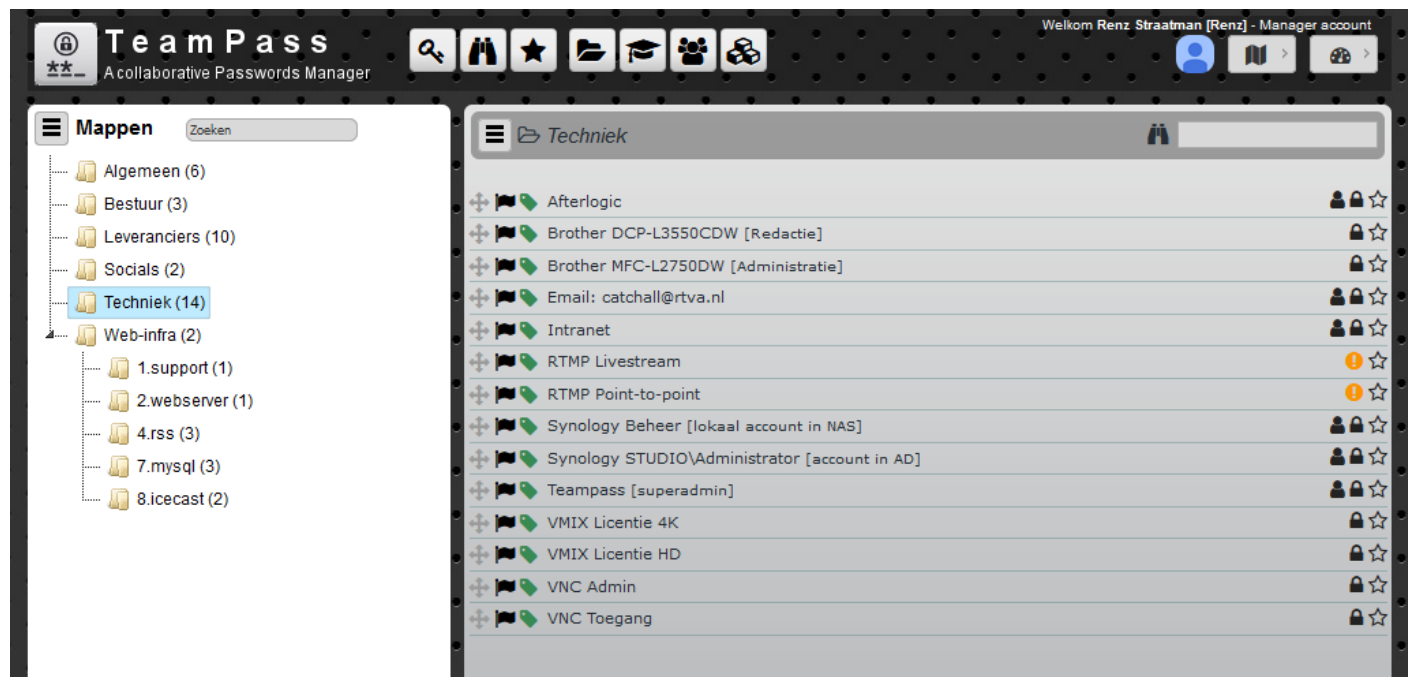 Welkom Renz Straatman [Renz] - Manager account
TeamPass
A collaborative Passwords Manager
Mappen
Zoeken
Algemeen (6)
Bestuur (3)
Leveranciers (10)
Socials (2)
Techniek (14)
Web-infra (2)
1.support (1)
2.webserver (1)
4.rss (3)
7.mysql (3)
8.icecast (2)
Techniek
Afterlogic
Brother DCP-L3550CDW [Redactie]
Brother MFC-L2750DW [Administratie]
Email: catchall@rtva.nl
Intranet
RTMP Livestream
RTMP Point-to-point
Synology Beheer [lokaal account in NAS]
Synology STUDIO\Administrator [account in AD]
Teampass [superadmin]
VMIX Licentie 4K
VMIX Licentie HD
VNC Admin
VNC Toegang